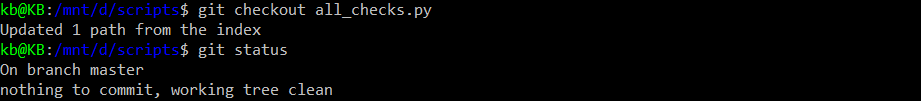 kb@KB:/mnt/d/scripts$ git checkout all_checks.py
Updated 1 path from the index
kb@KB:/mnt/d/scripts$ git status
On branch master
nothing to commit, working tree clean